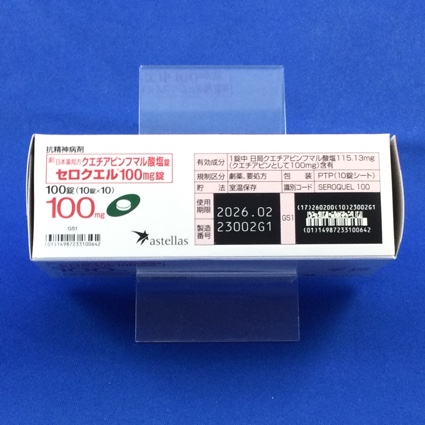 抗精神病剤
劇 日本薬局方 クエチアピンフマル酸塩錠
セロクエル100mg錠
100錠(10錠×10)
100mg
GS1
(01)14987233100642
astellas
有効成分 1錠中 日局クエチアピンフマル酸塩115.13mg
(クエチアピンとして100mg)含有
規制区分 劇薬、要処方 包装 PTP(10錠シート)
貯法 室温保存 識別コード SEROQUEL 100
使用期限 2026.02
製造番号 23002G1
GS1
(17)260200(10)23002G1
(01)14987233100642